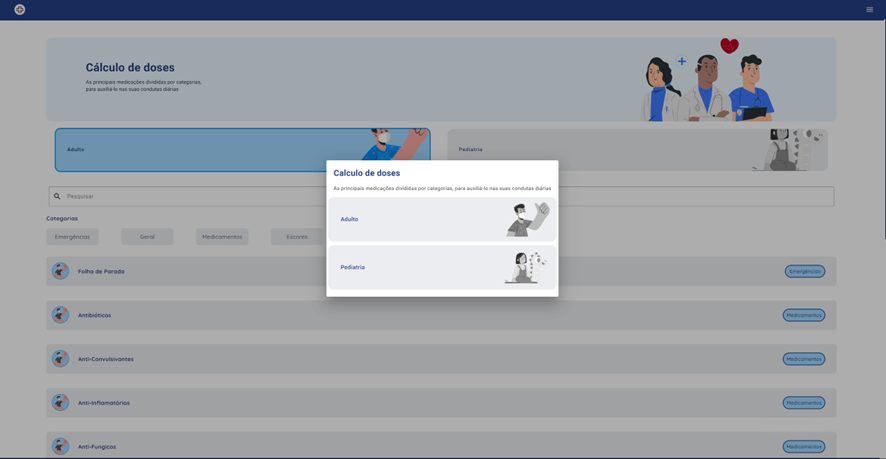 Cálculo de doses
As principais medicações divididas por categorias,
para auxiliá-lo nas suas condutas diárias
Adulto
Pediatria
Calculo de doses
As principais medicações divididas por categorias, para auxiliá-lo nas suas condutas diárias
Adulto
Pediatria
Pesquisar
Categorias
Emergências Geral Medicamentos Escores
Folha de Parada Emergências
Antibióticos Medicamentos
Anti-Convulsivantes Medicamentos
Anti-Inflamatórios Medicamentos
Anti-Fungicos Medicamentos